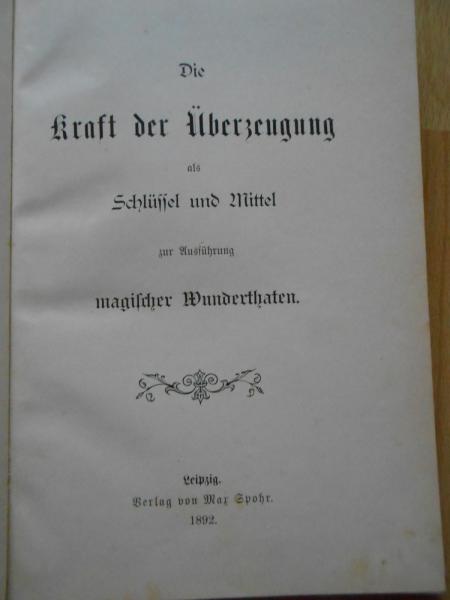 Die
Kraft der Überzeugung
als
Schlüſſel und Mittel
zur Ausführung
magiſcher Wunderthaten.
Leipzig.
Verlag von Max Spohr.
1892.